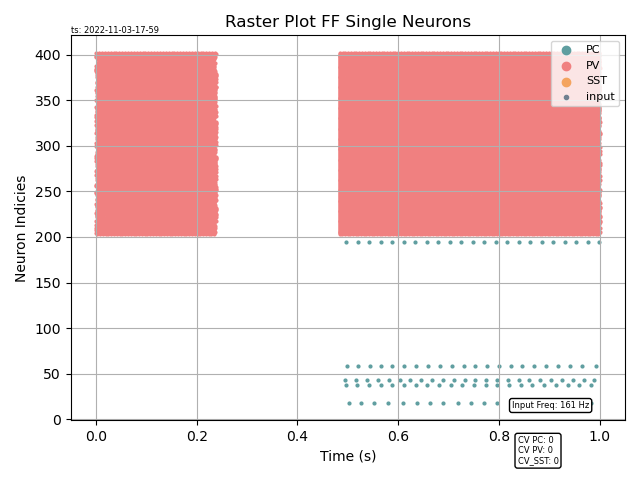 Raster Plot FF Single Neurons
ts: 2022-11-03-17-59
PC
PV
SST
input
400
350
300
250
200
150
100
50
0
Neuron Indicies
Input Freq: 161 Hz
0.0 0.2 0.4 0.6 0.8 1.0
Time (s)
CV PC: 0
CV PV: 0
CV_SST: 0